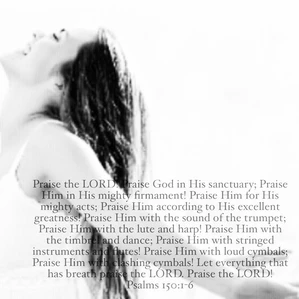 Praise the LORD! Praise God in His sanctuary; Praise
Him in His mighty firmament! Praise Him for His
mighty acts; Praise Him according to His excellent
greatness! Praise Him with the sound of the trumpet;
Praise Him with the lute and harp! Praise Him with
the timbrel and dance; Praise Him with stringed
instruments and flutes! Praise Him with loud cymbals;
Praise Him with clashing cymbals! Let everything that
has breath praise the LORD. Praise the LORD!
Psalms 150:1-6